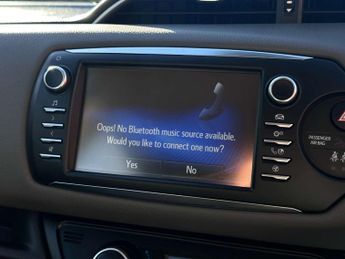 Oops! No Bluetooth music source available.
Would you like to connect one now?
Yes
No
PASSENGER
AIR BAG